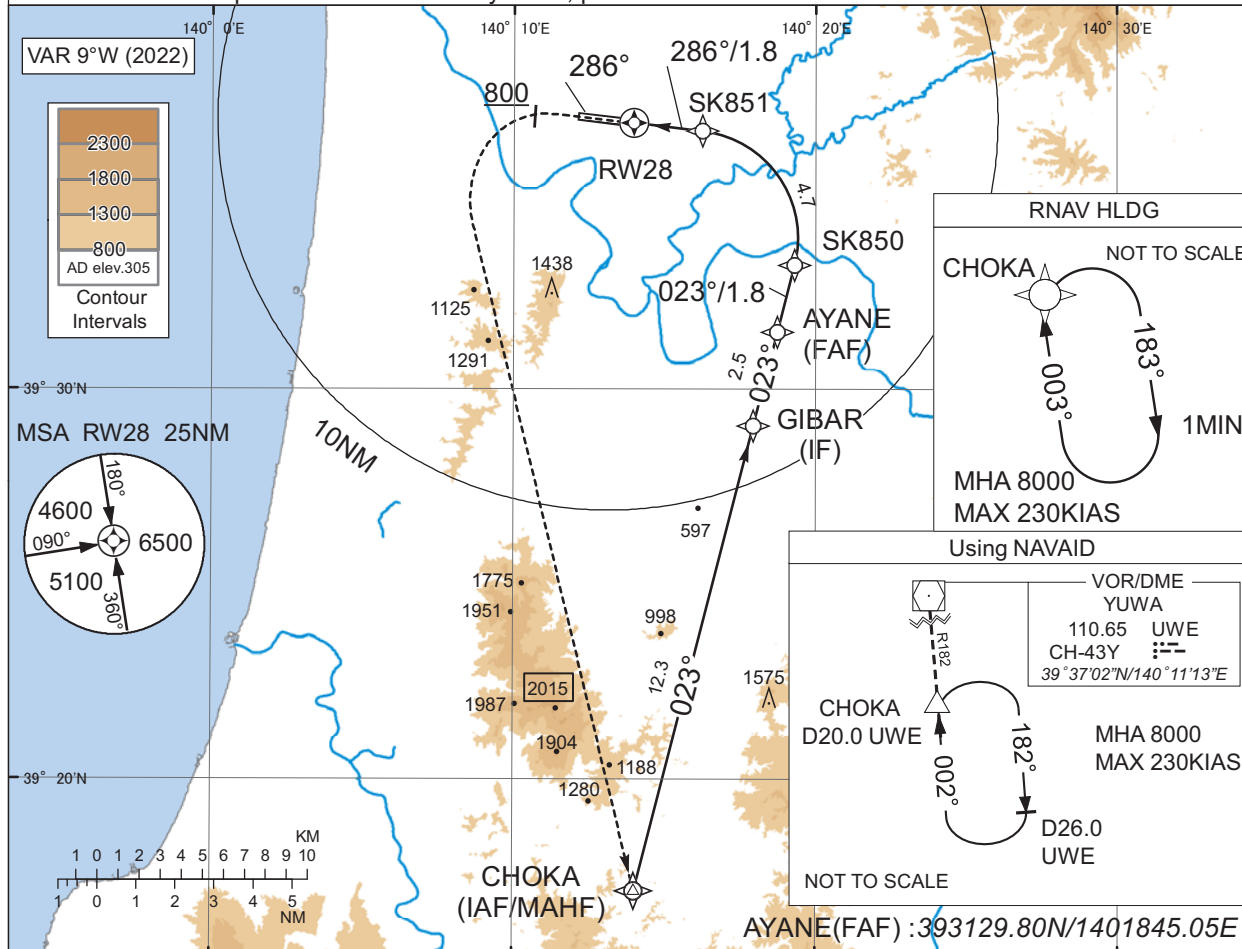 140° 0'E
140° 10'E
140° 20'E
140° 30'E
VAR 9°W (2022)
2300
1800
1300
800
AD elev.305
Contour
Intervals
800
286°
286°/1.8
SK851
RW28
4.7
SK850
023°/1.8
AYANE
(FAF)
2.5
023°
GIBAR
(IF)
1438
1125
1291
39° 30'N
10NM
MSA RW28 25NM
180°
4600
090°
6500
5100
360°
RNAV HLDG
NOT TO SCALE
CHOKA
183°
003°
1MIN
MHA 8000
MAX 230KIAS
597
1775
1951
998
12.3
023°
1575
2015
1987
1904
1188
1280
39° 20'N
Using NAVAID
VOR/DME
YUWA
110.65 UWE
CH-43Y
39°37'02"N/140°11'13"E
R182
CHOKA
D20.0 UWE
182°
002°
MHA 8000
MAX 230KIAS
D26.0
UWE
NOT TO SCALE
KM
1 0 1 2 3 4 5 6 7 8 9 10
1 0 1 2 3 4 5
NM
CHOKA
(IAF/MAHF)
AYANE(FAF) :393129.80N/1401845.05E